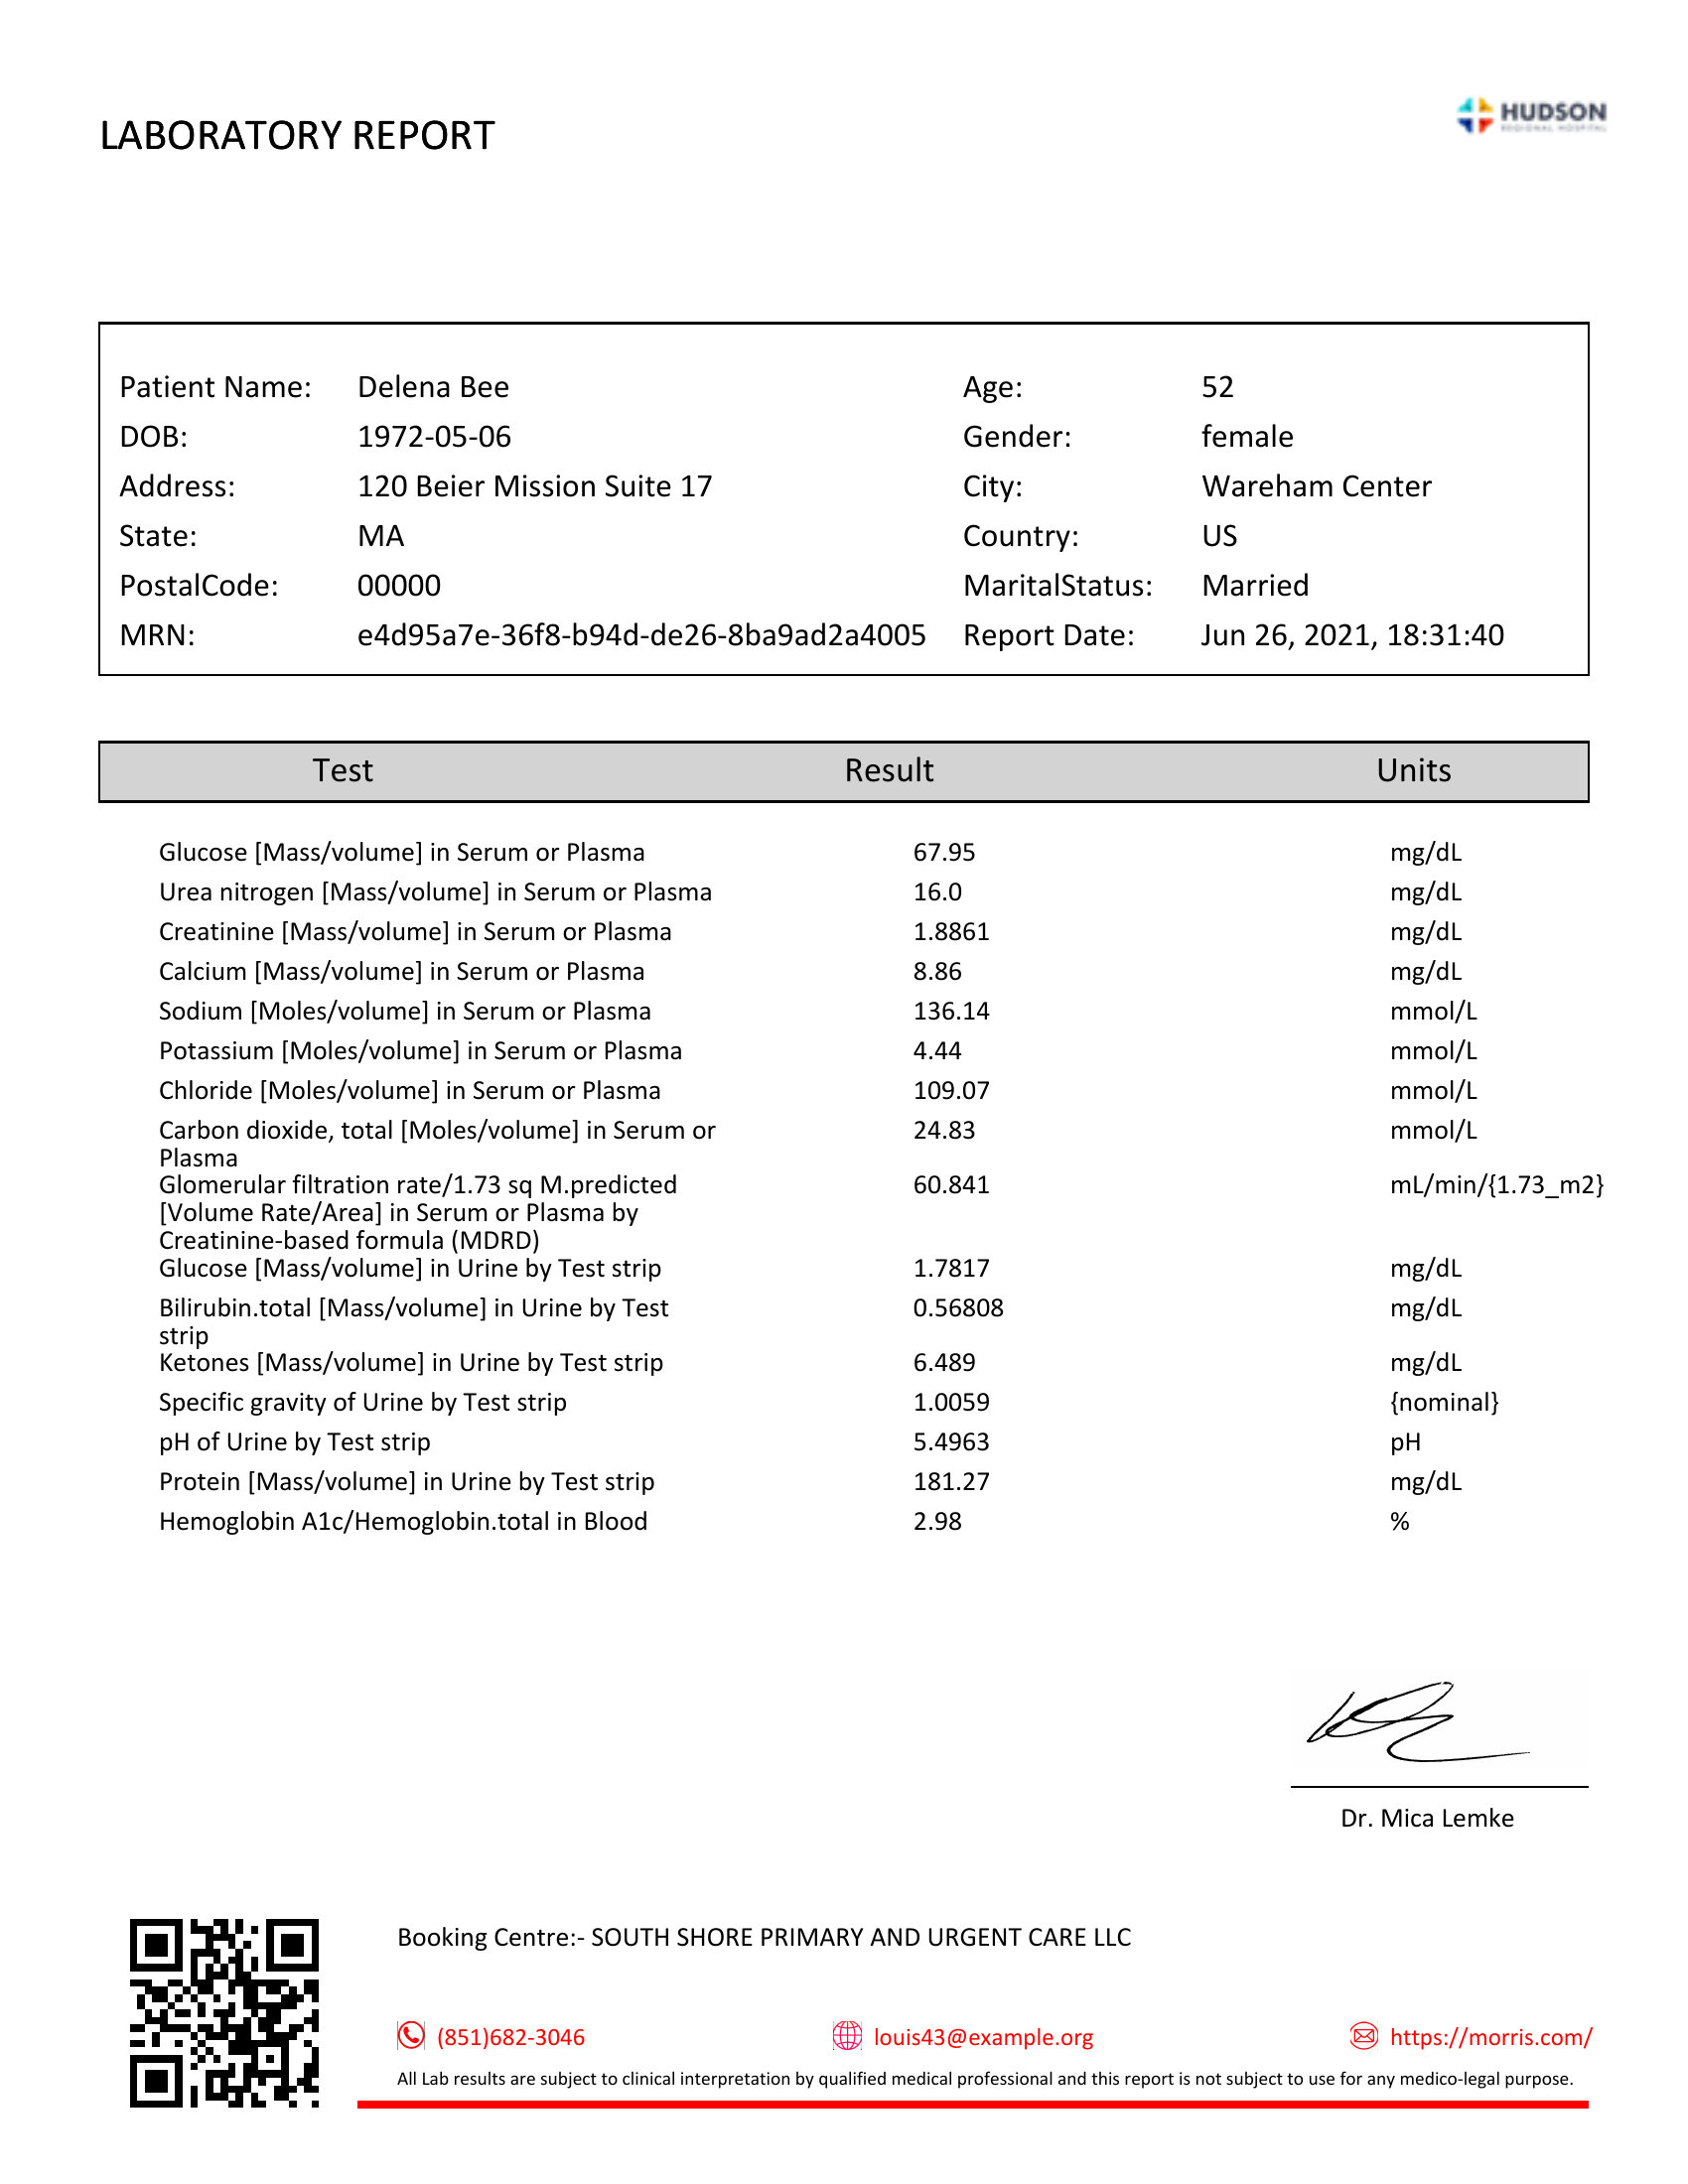 LABORATORY REPORT
HUDSON
REGIONAL HOSPITAL
Patient Name: Delena Bee Age: 52
DOB: 1972-05-06 Gender: female
Address: 120 Beier Mission Suite 17 City: Wareham Center
State: MA Country: US
PostalCode: 00000 MaritalStatus: Married
MRN: e4d95a7e-36f8-b94d-de26-8ba9ad2a4005 Report Date: Jun 26, 2021, 18:31:40
Test Result Units
Glucose [Mass/volume] in Serum or Plasma 67.95 mg/dL
Urea nitrogen [Mass/volume] in Serum or Plasma 16.0 mg/dL
Creatinine [Mass/volume] in Serum or Plasma 1.8861 mg/dL
Calcium [Mass/volume] in Serum or Plasma 8.86 mg/dL
Sodium [Moles/volume] in Serum or Plasma 136.14 mmol/L
Potassium [Moles/volume] in Serum or Plasma 4.44 mmol/L
Chloride [Moles/volume] in Serum or Plasma 109.07 mmol/L
Carbon dioxide, total [Moles/volume] in Serum or 24.83 mmol/L
Plasma
Glomerular filtration rate/1.73 sq M.predicted 60.841 mL/min/{1.73_m2}
[Volume Rate/Area] in Serum or Plasma by
Creatinine-based formula (MDRD)
Glucose [Mass/volume] in Urine by Test strip 1.7817 mg/dL
Bilirubin.total [Mass/volume] in Urine by Test 0.56808 mg/dL
strip
Ketones [Mass/volume] in Urine by Test strip 6.489 mg/dL
Specific gravity of Urine by Test strip 1.0059 {nominal}
pH of Urine by Test strip 5.4963 pH
Protein [Mass/volume] in Urine by Test strip 181.27 mg/dL
Hemoglobin A1c/Hemoglobin.total in Blood 2.98 %
Dr. Mica Lemke
Booking Centre:- SOUTH SHORE PRIMARY AND URGENT CARE LLC
(851)682-3046 louis43@example.org https://morris.com/
All Lab results are subject to clinical interpretation by qualified medical professional and this report is not subject to use for any medico-legal purpose.